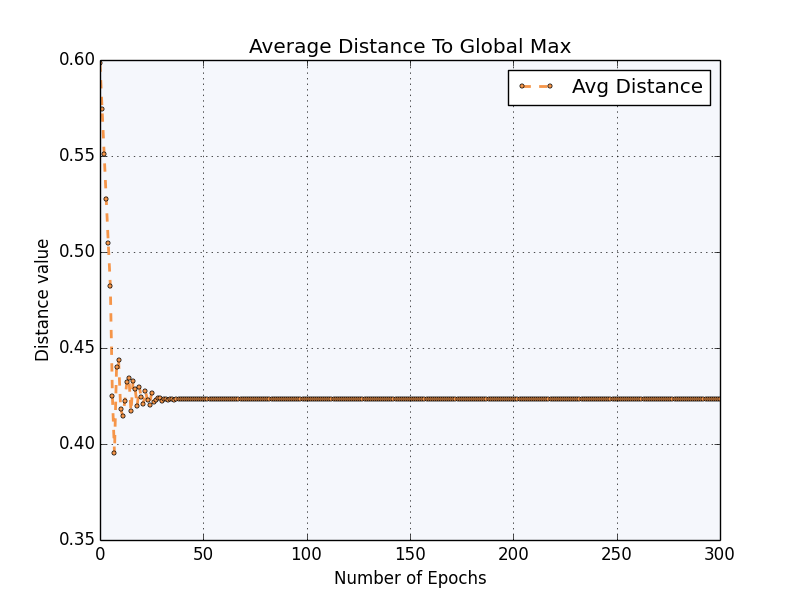 Average Distance To Global Max
Avg Distance
0.60
0.55
0.50
0.45
0.40
0.35
Distance value
0 50 100 150 200 250 300
Number of Epochs